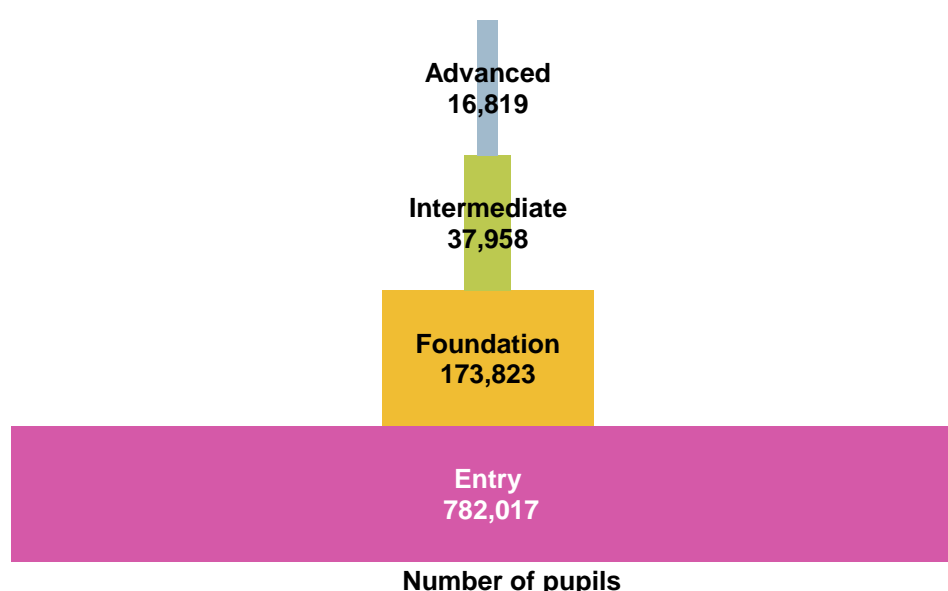 Advanced
16,819
Intermediate
37,958
Foundation
173,823
Entry
782,017
Number of pupils